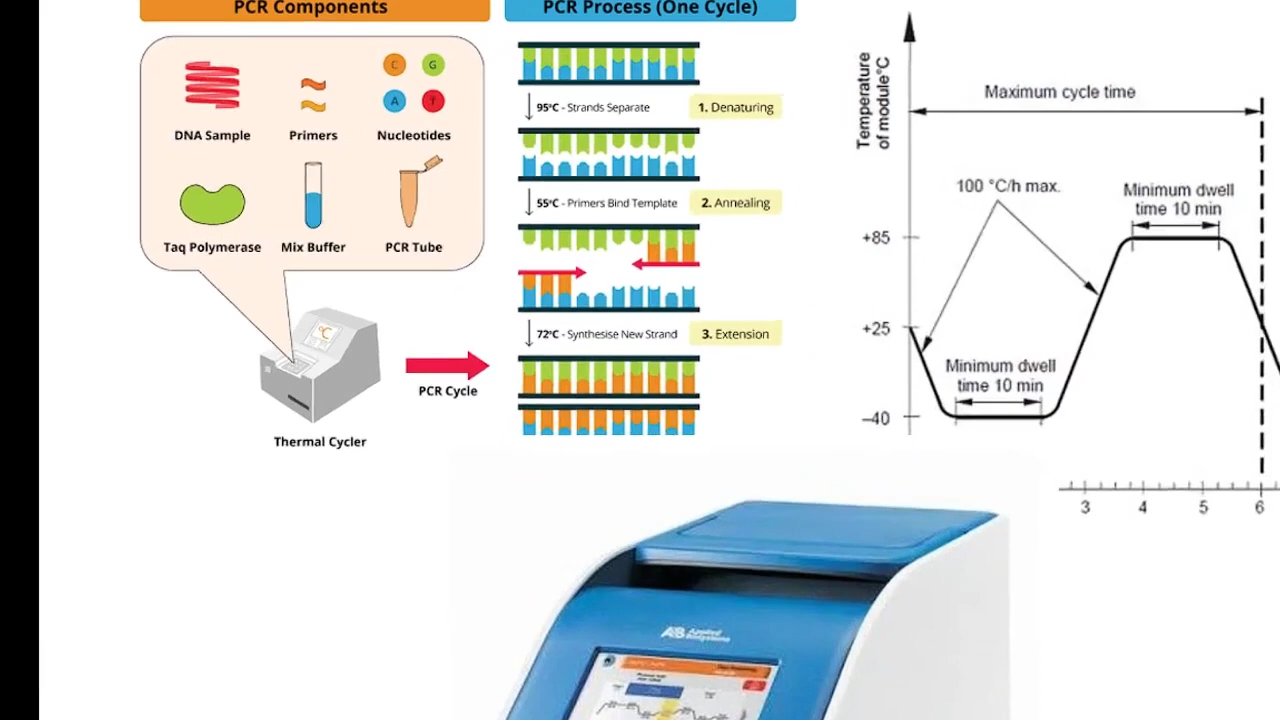 PCR Components
C
G
A
T
DNA Sample
Primers
Nucleotides
Taq Polymerase
Mix Buffer
PCR Tube
°C
PCR Cycle
Thermal Cycler
PCR Process (One Cycle)
95°C - Strands Separate
1. Denaturing
55°C - Primers Bind Template
2. Annealing
72°C - Synthesise New Strand
3. Extension
Temperature
of module°C
Maximum cycle time
100 °C/h max.
Minimum dwell
time 10 min
+85
+25
Minimum dwell
time 10 min
–40
3 4 5 6
AB Applied
Biosystems